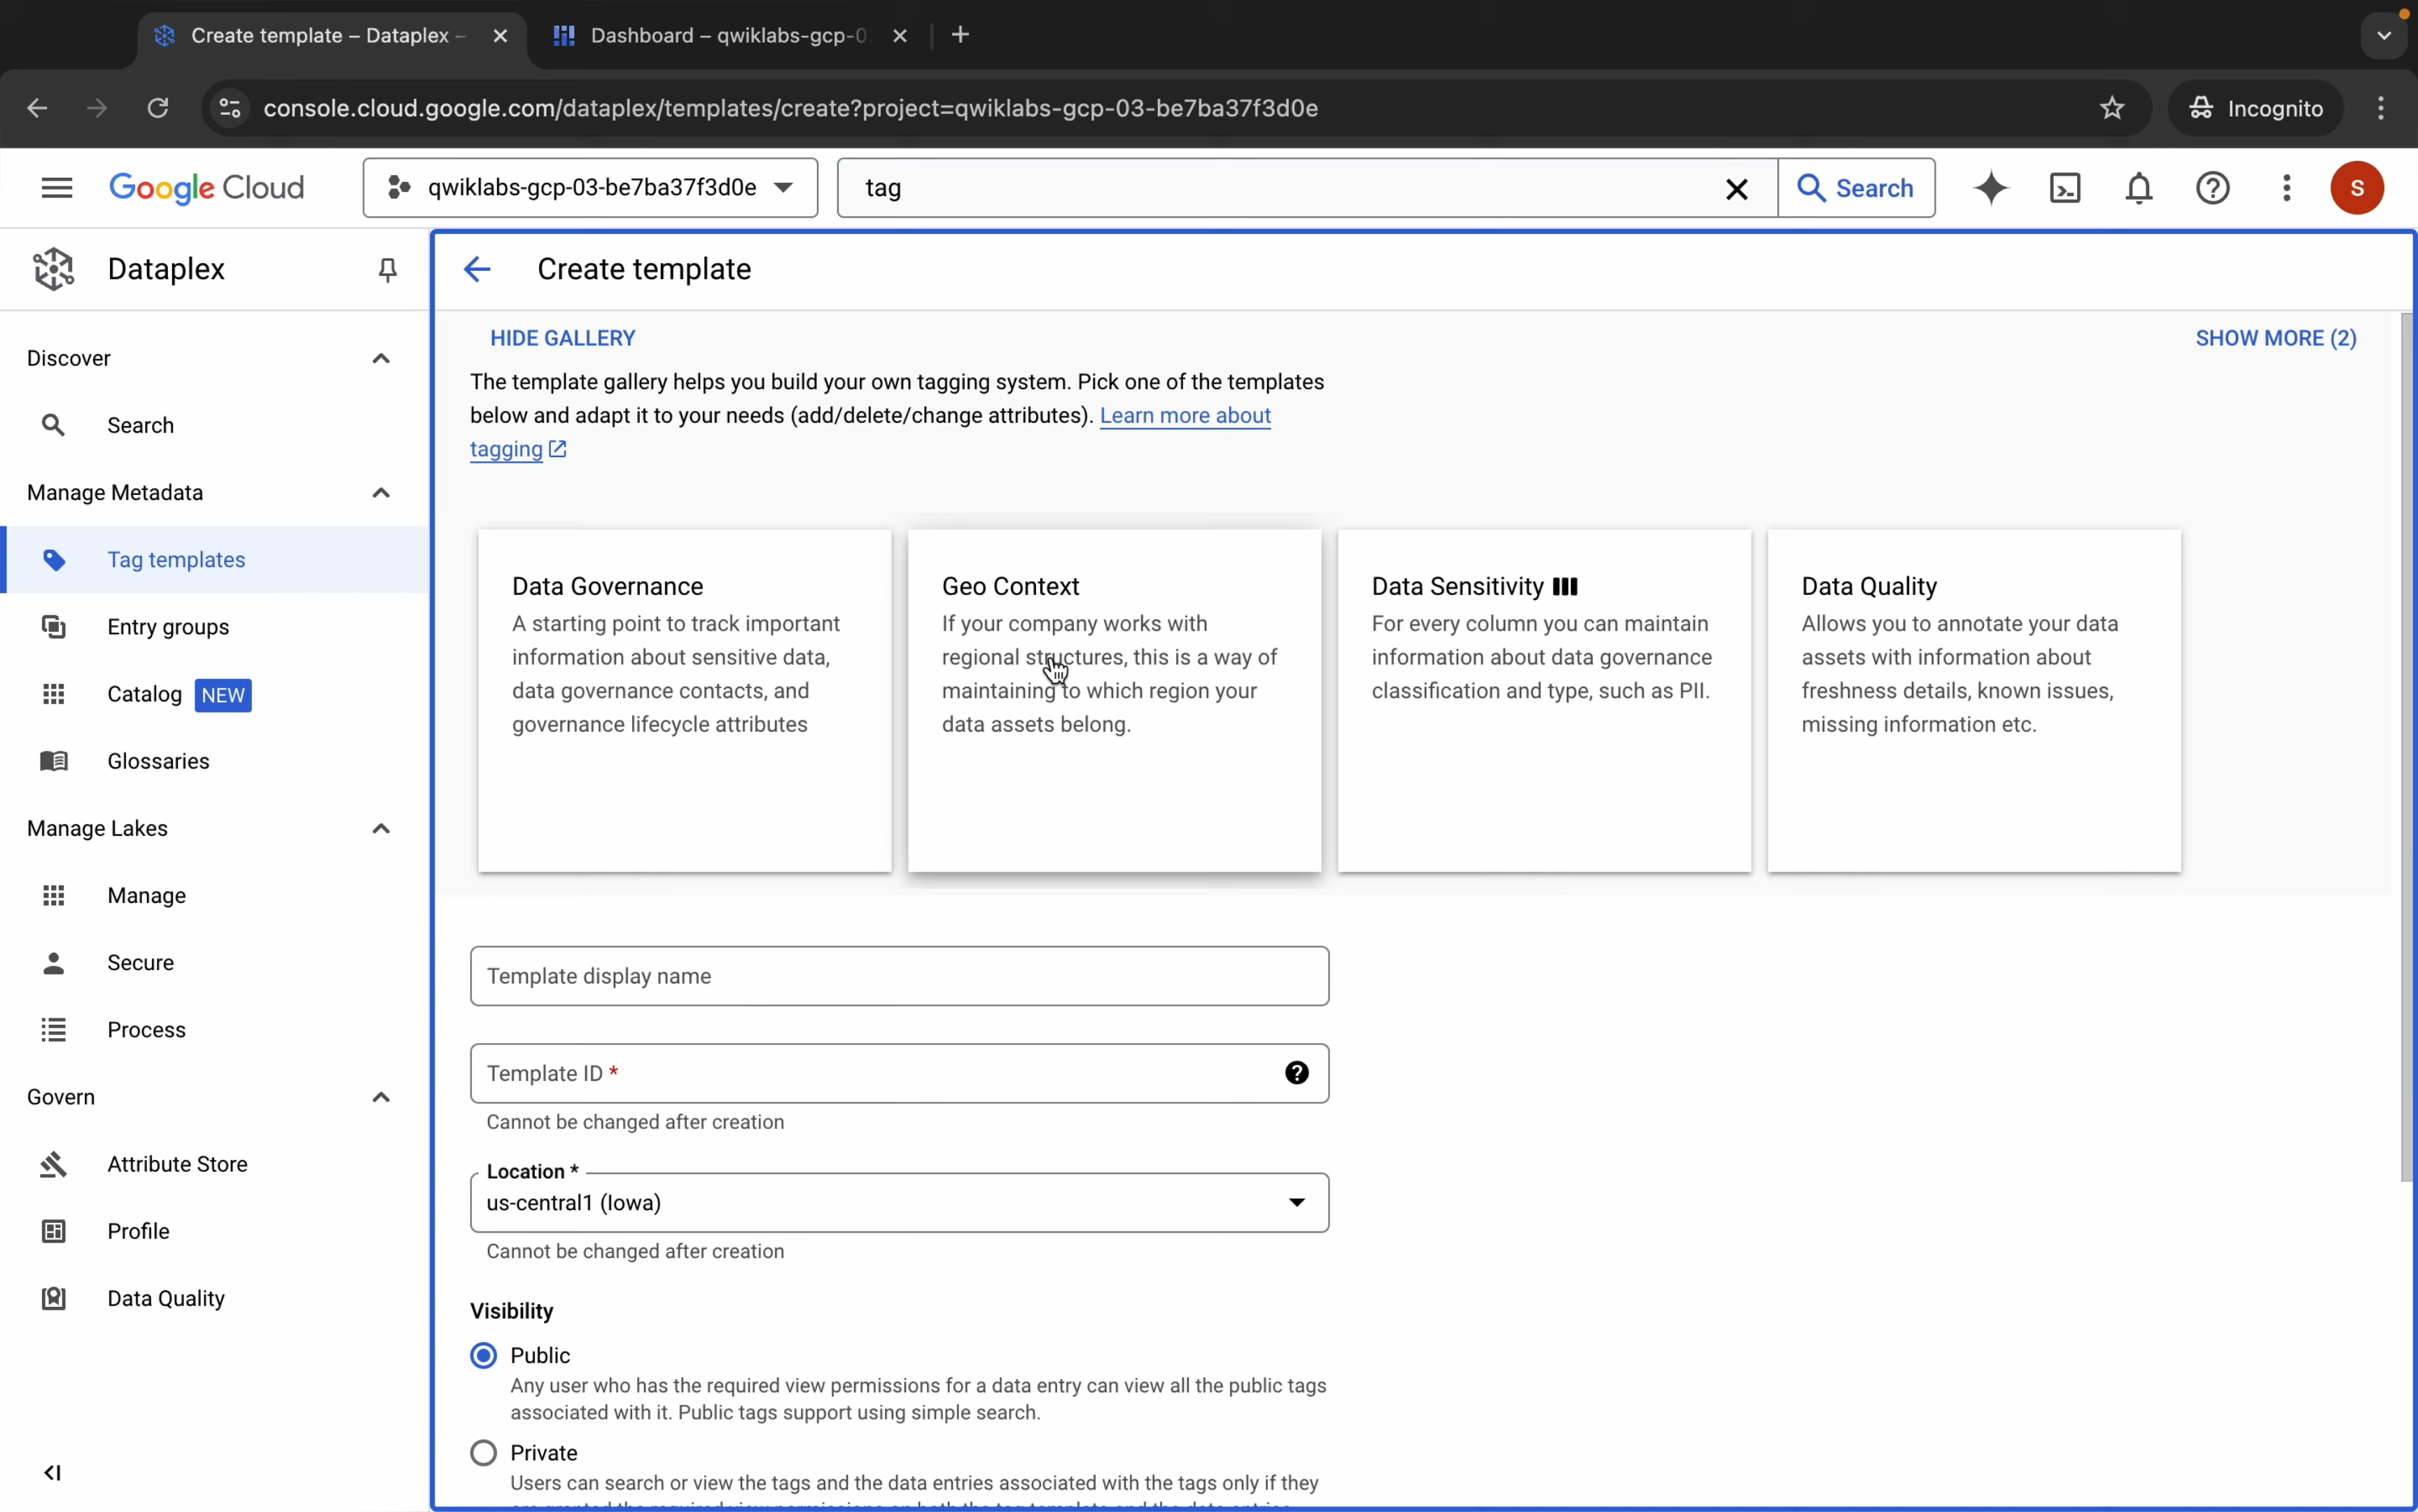 Create template – Dataplex –
Dashboard – qwiklabs-gcp-0
console.cloud.google.com/dataplex/templates/create?project=qwiklabs-gcp-03-be7ba37f3d0e
Incognito
Google Cloud
qwiklabs-gcp-03-be7ba37f3d0e
tag
Search
S
Dataplex
Discover
Search
Manage Metadata
Tag templates
Entry groups
Catalog NEW
Glossaries
Manage Lakes
Manage
Secure
Process
Govern
Attribute Store
Profile
Data Quality
Create template
HIDE GALLERY
SHOW MORE (2)
The template gallery helps you build your own tagging system. Pick one of the templates
below and adapt it to your needs (add/delete/change attributes). Learn more about
tagging
Data Governance
A starting point to track important
information about sensitive data,
data governance contacts, and
governance lifecycle attributes
Geo Context
If your company works with
regional structures, this is a way of
maintaining to which region your
data assets belong.
Data Sensitivity
For every column you can maintain
information about data governance
classification and type, such as PII.
Data Quality
Allows you to annotate your data
assets with information about
freshness details, known issues,
missing information etc.
Template display name
Template ID *
Cannot be changed after creation
Location *
us-central1 (Iowa)
Cannot be changed after creation
Visibility
Public
Any user who has the required view permissions for a data entry can view all the public tags
associated with it. Public tags support using simple search.
Private
Users can search or view the tags and the data entries associated with the tags only if they